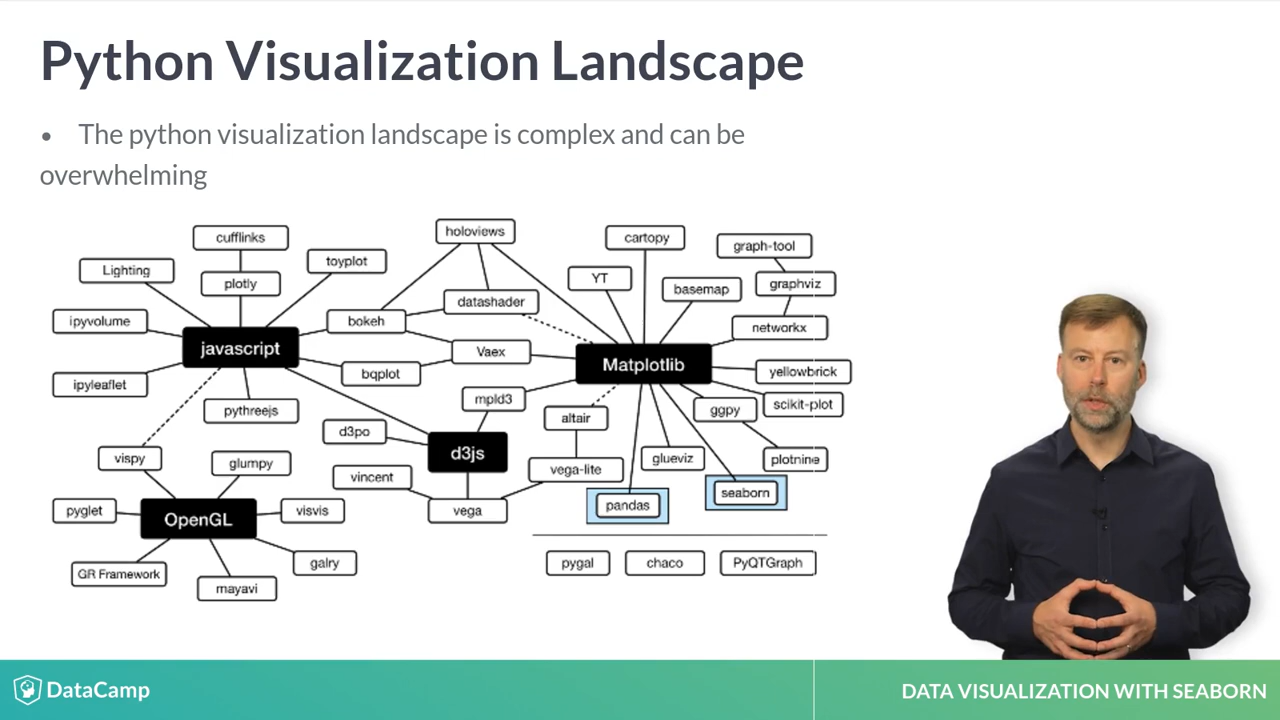 Python Visualization Landscape
• The python visualization landscape is complex and can be
overwhelming
holoviews
cufflinks
cartopy
graph-tool
toyplot
Lighting
YT
plotly
graphviz
basemap
datashader
ipyvolume
bokeh
networkx
javascript
Vaex
Matplotlib
bqplot
yellowbrick
ipyleaflet
mpld3
scikit-plot
pythreejs
ggpy
altair
d3po
d3js
vispy
glumpy
glueviz
plotnine
vega-lite
vincent
seaborn
pandas
pyglet
OpenGL
visvis
vega
pygal
chaco
PyQTGraph
galry
GR Framework
mayavi
DataCamp
DATA VISUALIZATION WITH SEABORN